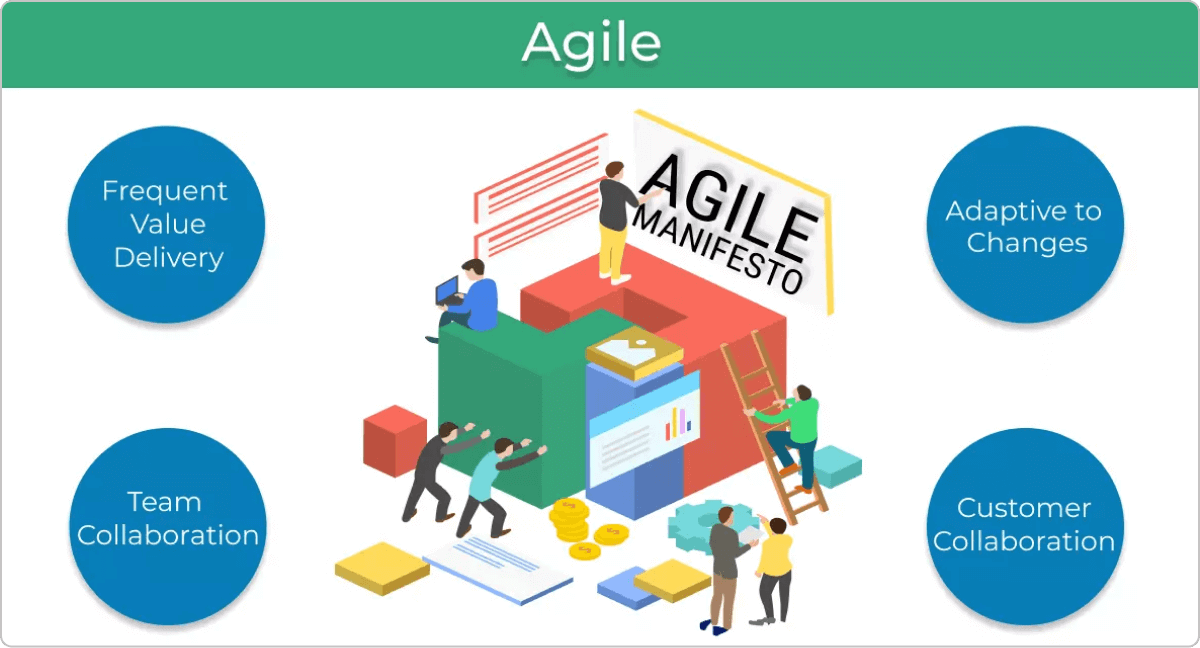 Agile
Frequent
Value
Delivery
AGILE
MANIFESTO
Adaptive to
Changes
Team
Collaboration
Customer
Collaboration